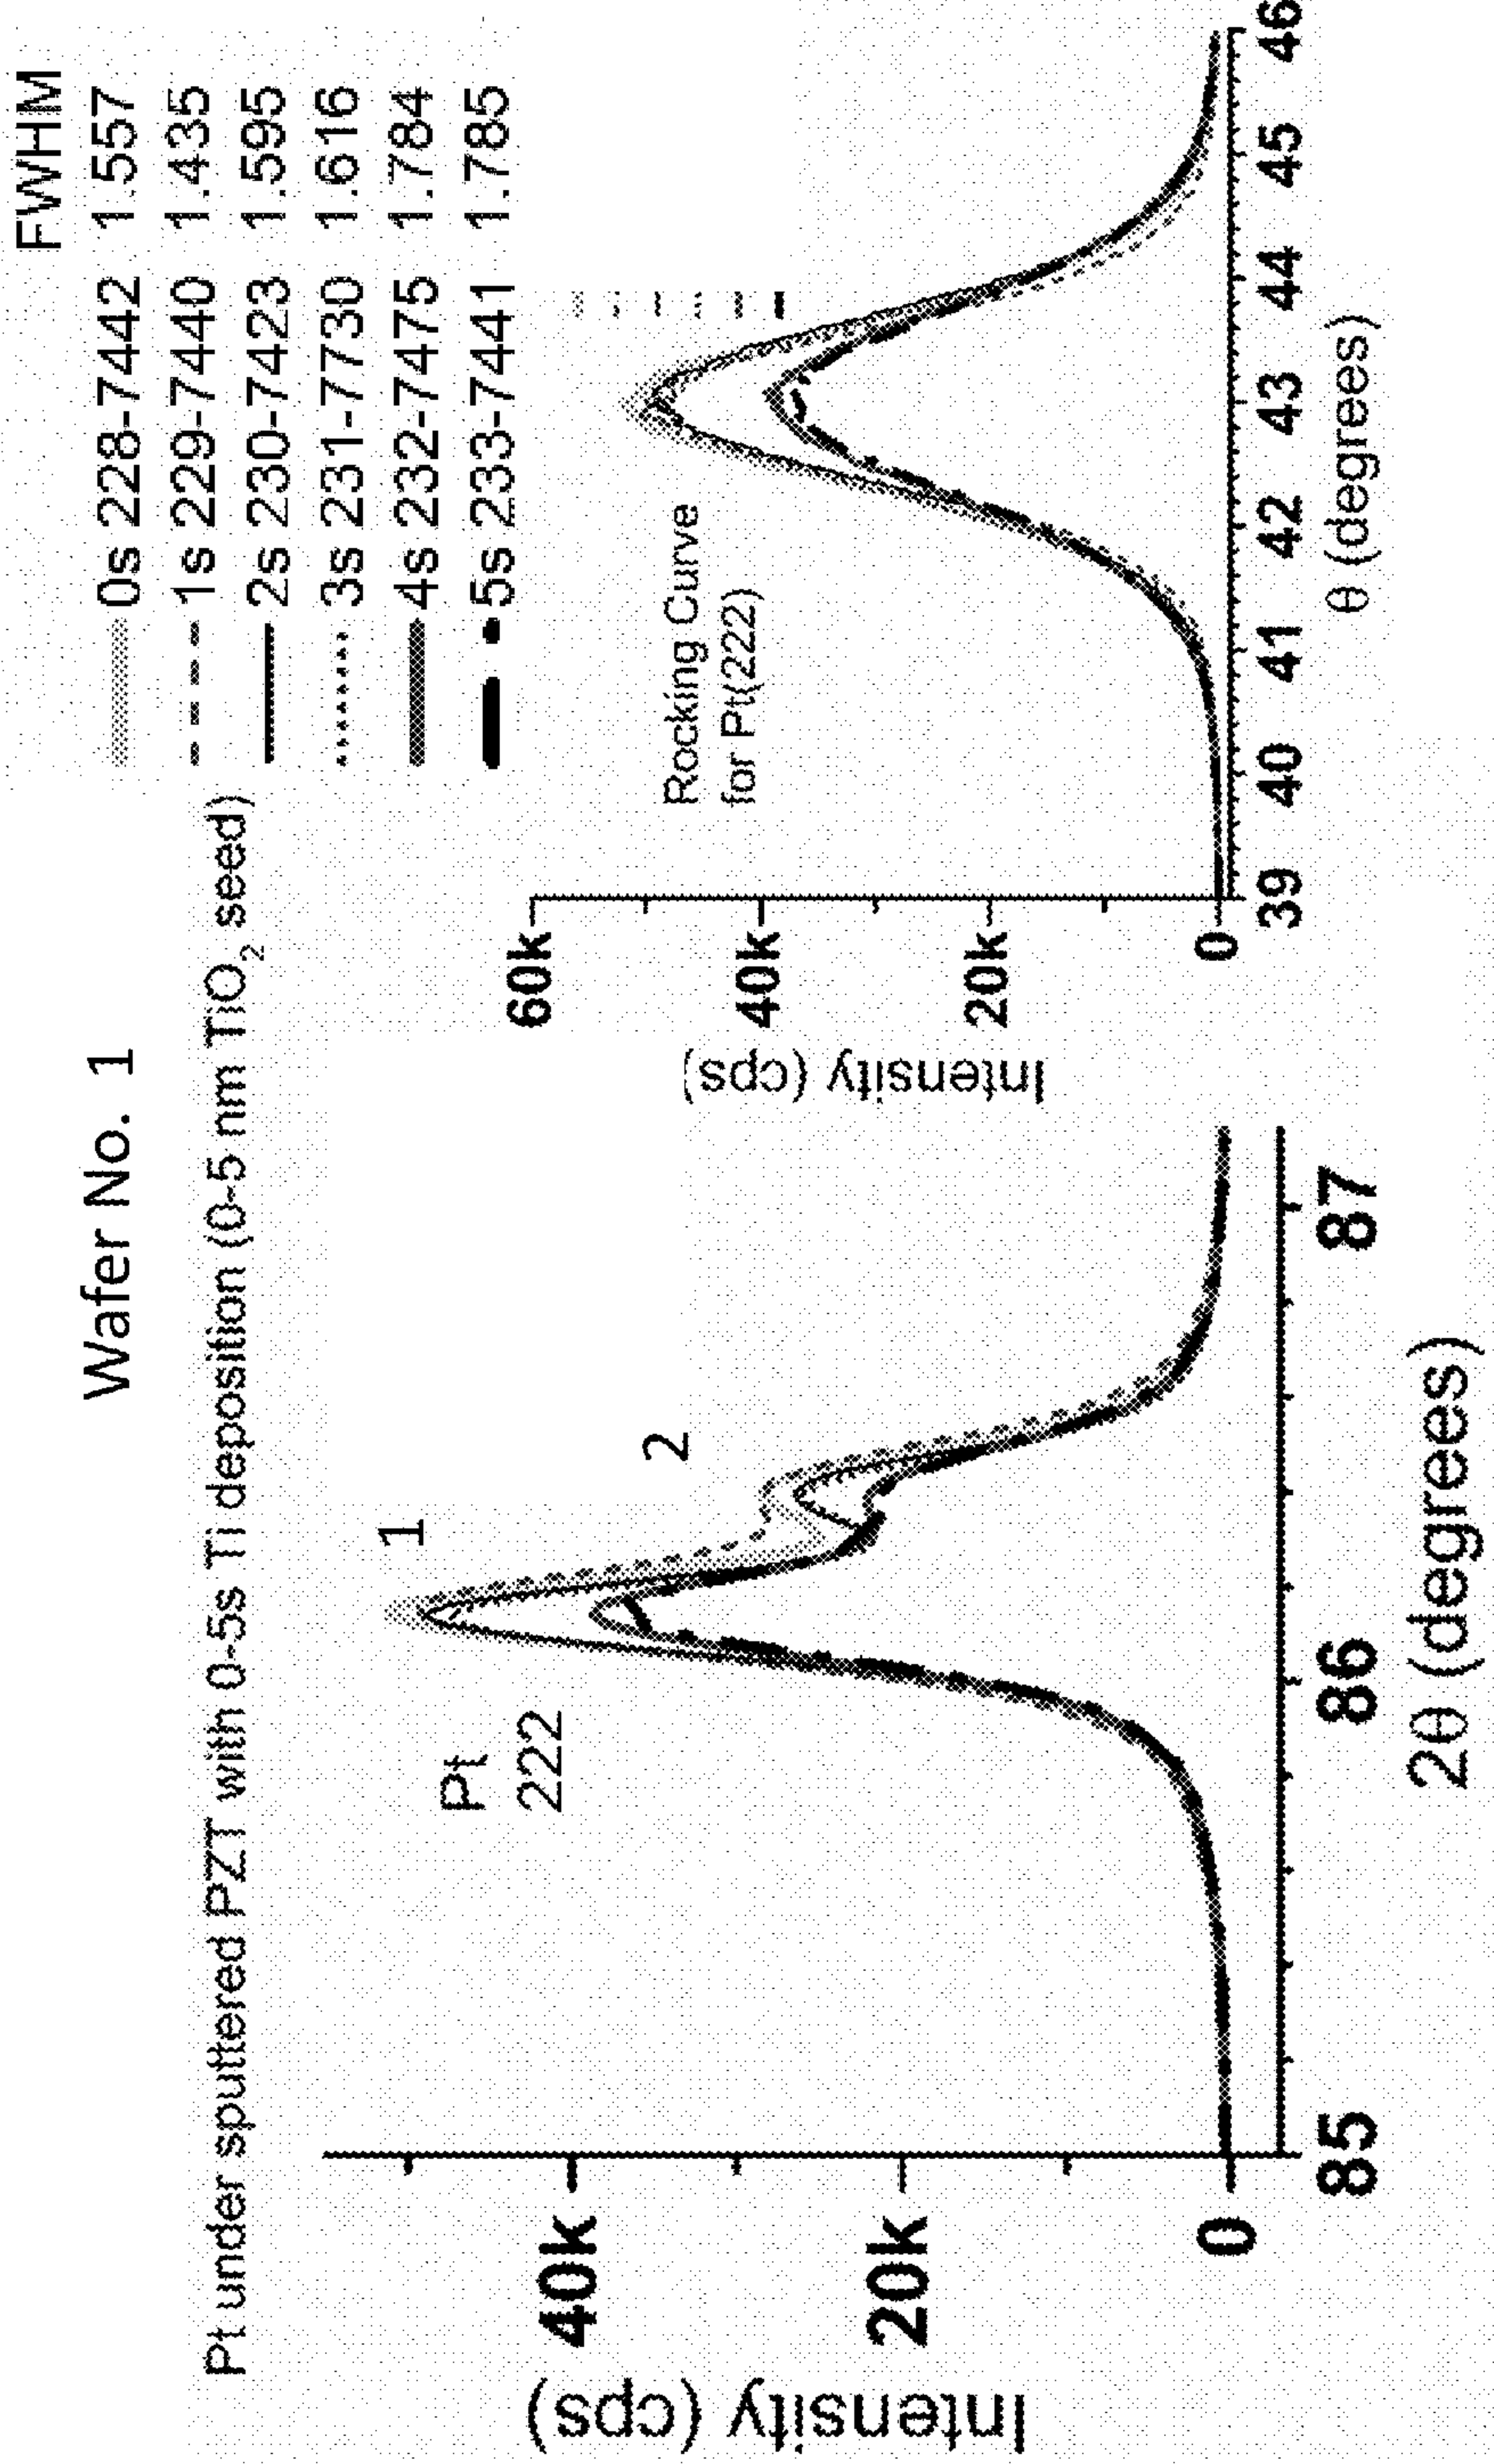 Wafer No. 1
Pt under sputtered PZT with 0-5s Ti deposition (0-5 nm TiO₂ seed)
FWHM
0s 228-7442 1.557
1s 229-7440 1.435
2s 230-7423 1.595
3s 231-7730 1.616
4s 232-7475 1.784
5s 233-7441 1.785
Pt
222
1
2
Intensity (cps)
40k
20k
0
85 86 87
2θ (degrees)
Rocking Curve
for Pt(222)
Intensity (cps)
60k
40k
20k
0
39 40 41 42 43 44 45 46
θ (degrees)